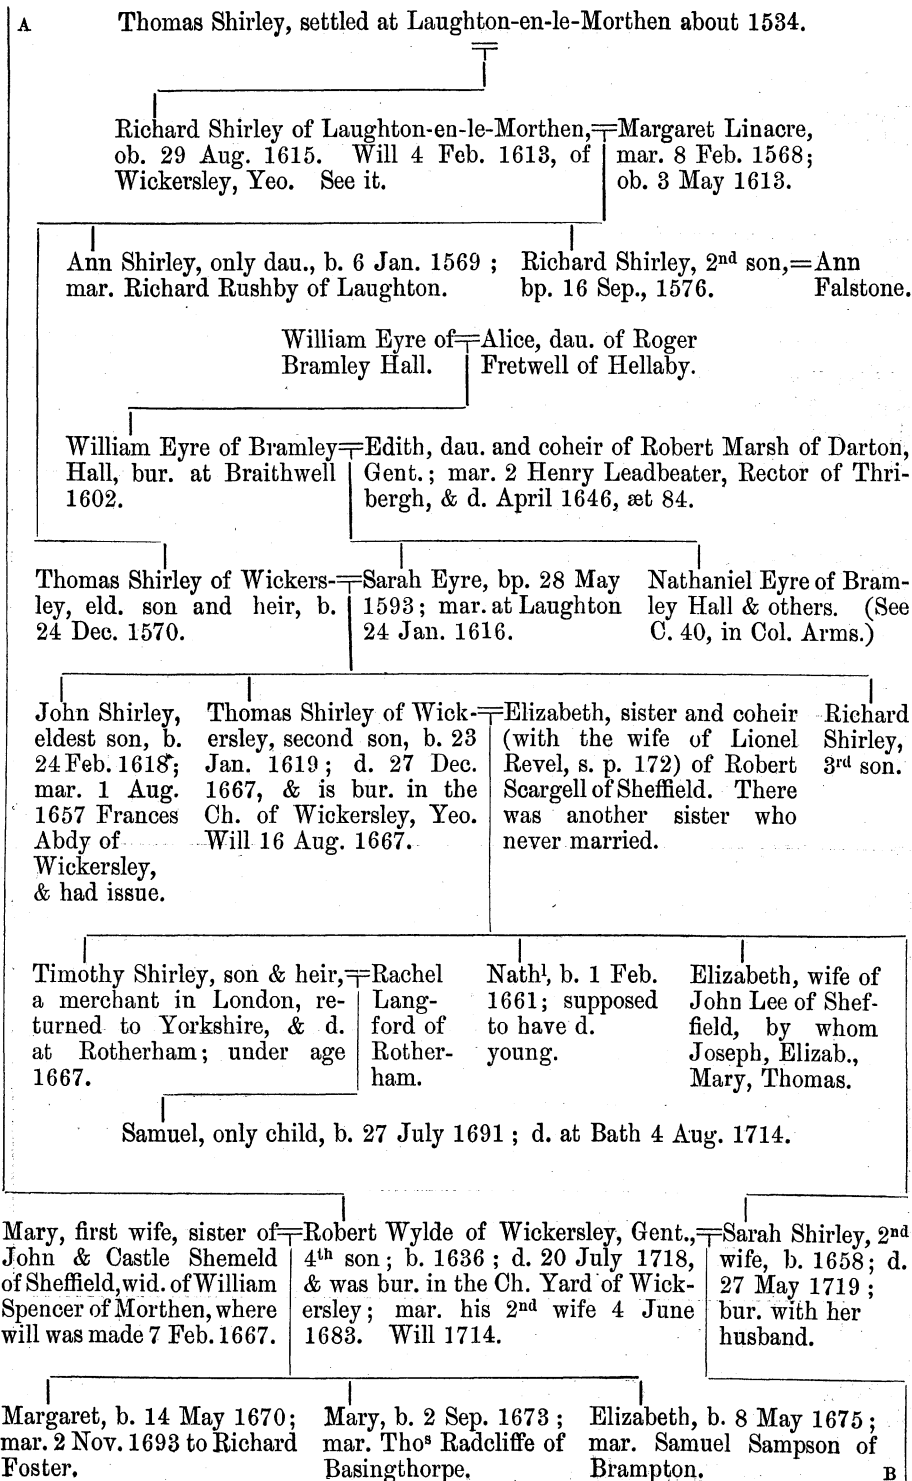 A Thomas Shirley, settled at Laughton-en-le-Morthen about 1534.
Richard Shirley of Laughton-en-le-Morthen,
ob. 29 Aug. 1615. Will 4 Feb. 1613, of
Wickersley, Yeo. See it.
Margaret Linacre,
mar. 8 Feb. 1568;
ob. 3 May 1613.
Ann Shirley, only dau., b. 6 Jan. 1569 ;
mar. Richard Rushby of Laughton.
Richard Shirley, 2nd son,=Ann
bp. 16 Sep., 1576. Falstone.
William Eyre of
Bramley Hall.
Alice, dau. of Roger
Fretwell of Hellaby.
William Eyre of Bramley
Hall, bur. at Braithwell
1602.
Edith, dau. and coheir of Robert Marsh of Darton,
Gent.; mar. 2 Henry Leadbeater, Rector of Thri-
bergh, & d. April 1646, æt 84.
Thomas Shirley of Wickers-
ley, eld. son and heir, b.
24 Dec. 1570.
Sarah Eyre, bp. 28 May
1593; mar. at Laughton
24 Jan. 1616.
Nathaniel Eyre of Bram-
ley Hall & others. (See
C. 40, in Col. Arms.)
John Shirley,
eldest son, b.
24 Feb. 1618;
mar. 1 Aug.
1657 Frances
Abdy of
Wickersley,
& had issue.
Thomas Shirley of Wick-
ersley, second son, b. 23
Jan. 1619; d. 27 Dec.
1667, & is bur. in the
Ch. of Wickersley, Yeo.
Will 16 Aug. 1667.
Elizabeth, sister and coheir
(with the wife of Lionel
Revel, s. p. 172) of Robert
Scargell of Sheffield. There
was another sister who
never married.
Richard
Shirley,
3rd son.
Timothy Shirley, son & heir,
a merchant in London, re-
turned to Yorkshire, & d.
at Rotherham; under age
1667.
Rachel
Lang-
ford of
Rother-
ham.
Nathl, b. 1 Feb.
1661; supposed
to have d.
young.
Elizabeth, wife of
John Lee of Shef-
field, by whom
Joseph, Elizab.,
Mary, Thomas.
Samuel, only child, b. 27 July 1691 ; d. at Bath 4 Aug. 1714.
Mary, first wife, sister of
John & Castle Shemeld
of Sheffield, wid. of William
Spencer of Morthen, where
will was made 7 Feb. 1667.
Robert Wylde of Wickersley, Gent.,
4th son; b. 1636 ; d. 20 July 1718,
& was bur. in the Ch. Yard of Wick-
ersley; mar. his 2nd wife 4 June
1683. Will 1714.
Sarah Shirley, 2nd
wife, b. 1658; d.
27 May 1719 ;
bur. with her
husband.
Margaret, b. 14 May 1670;
mar. 2 Nov. 1693 to Richard
Foster.
Mary, b. 2 Sep. 1673 ;
mar. Thos Radcliffe of
Basingthorpe.
Elizabeth, b. 8 May 1675 ;
mar. Samuel Sampson of
Brampton.
B